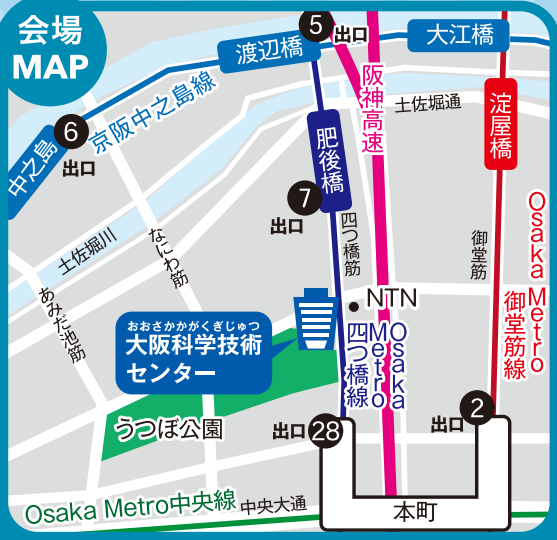 会場
MAP
5
出口
渡辺橋
大江橋
阪神高速
土佐堀通
京阪中之島線
6
出口
中之島
肥後橋
淀屋橋
7
出口
四つ橋筋
御堂筋
Osaka Metro
御堂筋線
土佐堀川
なにわ筋
あみだ池筋
NTN
おおさかかがくぎじゅつ
大阪科学技術
センター
Osaka
Metro
四つ橋線
うつぼ公園
出口
28
出口
2
本町
Osaka Metro中央線
中央大通